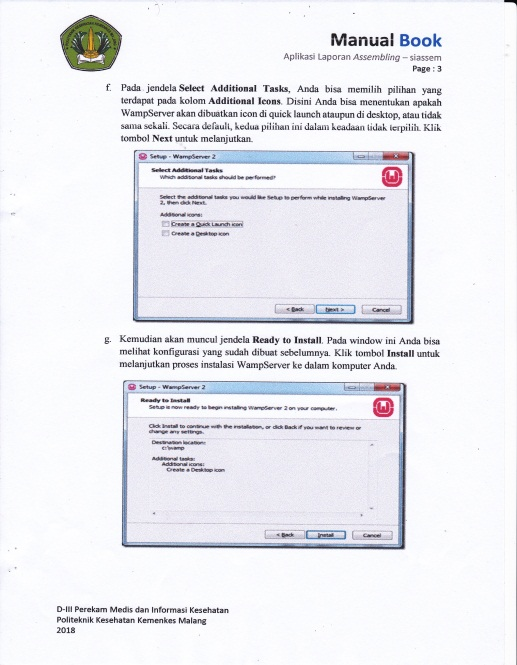 Manual Book
Aplikasi Laporan Assembling – siassem
Page : 3
f. Pada jendela Select Additional Tasks, Anda bisa memilih pilihan yang
terdapat pada kolom Additional Icons. Disini Anda bisa menentukan apakah
WampServer akan dibuatkan icon di quick launch ataupun di desktop, atau tidak
sama sekali. Secara default, kedua pilihan ini dalam keadaan tidak terpilih. Klik
tombol Next untuk melanjutkan.
Setup - WampServer 2
Select Additional Tasks
Which additional tasks should be performed?
Select the additional tasks you would like Setup to perform while installing WampServer
2, then click Next.
Additional icons:
Create a Quick Launch icon
Create a Desktop icon
< Back Next > Cancel
g. Kemudian akan muncul jendela Ready to Install. Pada window ini Anda bisa
melihat konfigurasi yang sudah dibuat sebelumnya. Klik tombol Install untuk
melanjutkan proses instalasi WampServer ke dalam komputer Anda.
Setup - WampServer 2
Ready to Install
Setup is now ready to begin installing WampServer 2 on your computer.
Click Install to continue with the installation, or click Back if you want to review or
change any settings.
Destination location:
c:\wamp
Additional tasks:
Additional icons:
Create a Desktop icon
< Back Install Cancel
D-III Perekam Medis dan Informasi Kesehatan
Politeknik Kesehatan Kemenkes Malang
2018